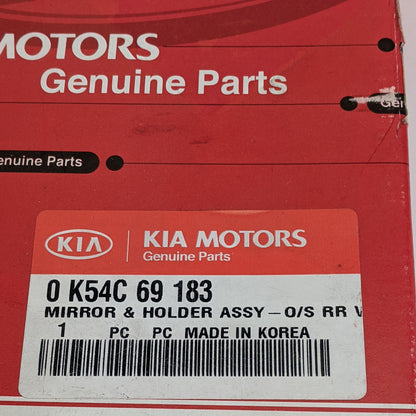 MOTORS
Genuine Parts
Gen
enuine Parts
KIA
KIA MOTORS
Genuine Parts
0 K54C 69 183
MIRROR & HOLDER ASSY-O/S RR V
1 PC PC MADE IN KOREA